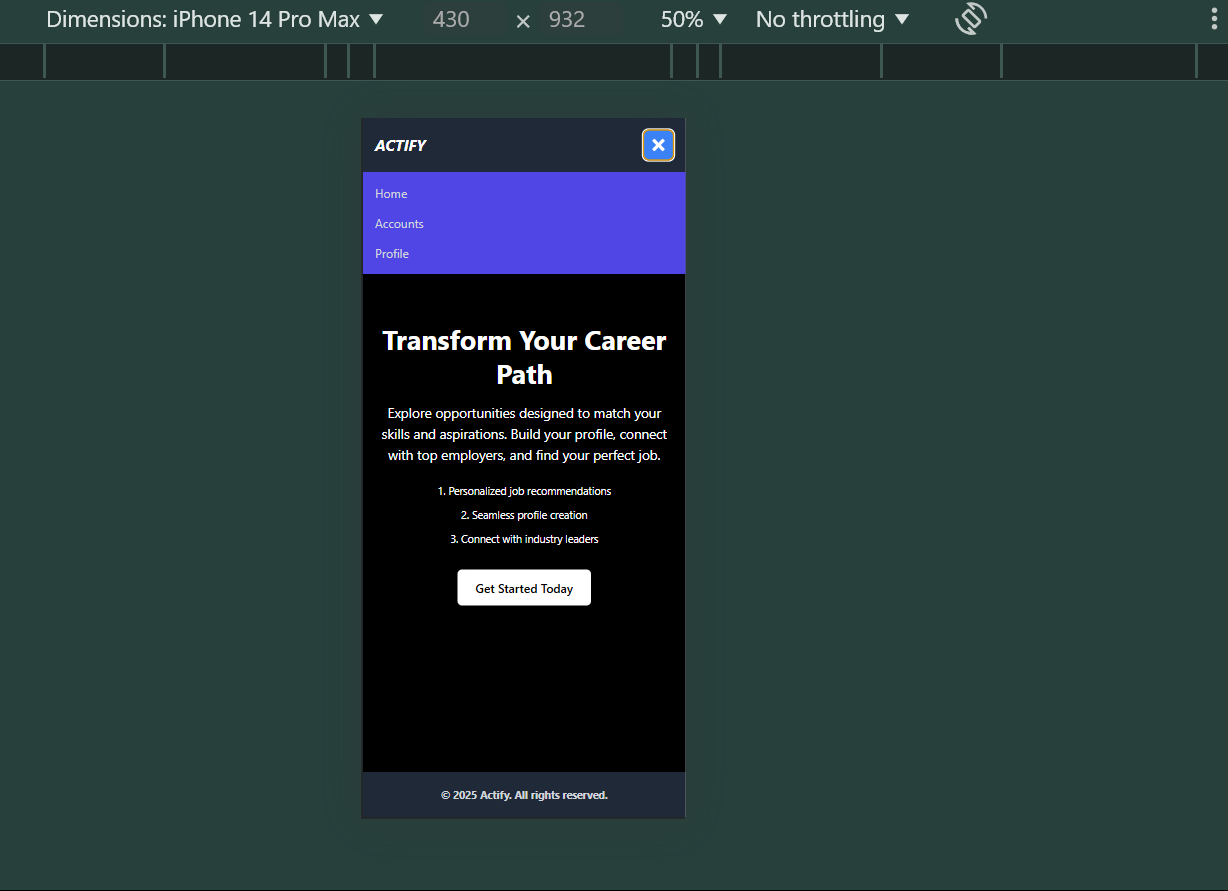 Dimensions: iPhone 14 Pro Max ▼ 430 × 932 50% ▼ No throttling ▼
ACTIFY
Home
Accounts
Profile
Transform Your Career
Path
Explore opportunities designed to match your
skills and aspirations. Build your profile, connect
with top employers, and find your perfect job.
1. Personalized job recommendations
2. Seamless profile creation
3. Connect with industry leaders
Get Started Today
© 2025 Actify. All rights reserved.